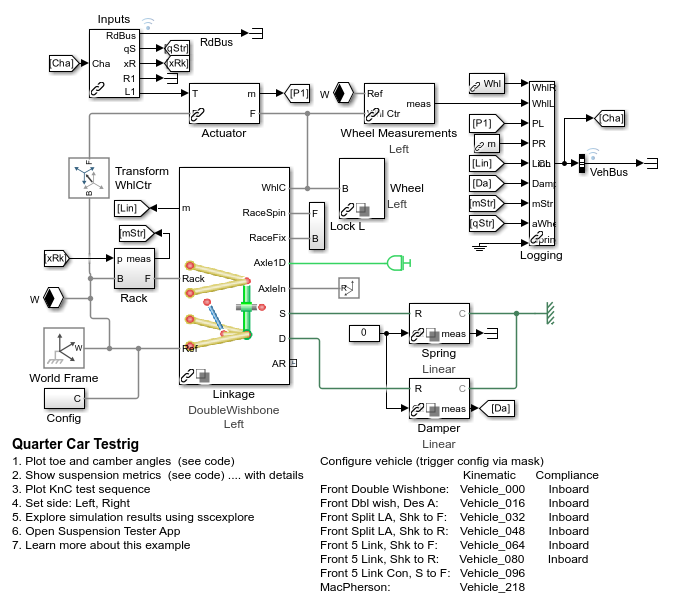 Inputs
RdBus
qS
xR
R1
L1
Cha
[Cha]
[qStr]
[xRk]
RdBus
T
m
F
Actuator
[P1]
W
Ref
meas
Ctr
Wheel Measurements
Left
Whl
[P1]
m
[Lin]
[Da]
[mStr]
[qStr]
WhlR
WhlL
PL
PR
Damp
mStr
aWhe
Logging
[Cha]
VehBus
F
B
Transform
WhlCtr
[Lin]
m
[mStr]
[xRk]
p meas
B F
Rack
W
W
World Frame
C
Config
WhlC
RaceSpin
RaceFix
Axle1D
AxleIn
S
D
AR
Rack
Ref
Linkage
DoubleWishbone
Left
B
Wheel
Left
F
B
Lock L
R
0
R C
meas
Spring
Linear
R C
meas
Damper
Linear
[Da]
Quarter Car Testrig
1. Plot toe and camber angles (see code)
2. Show suspension metrics (see code) .... with details
3. Plot KnC test sequence
4. Set side: Left, Right
5. Explore simulation results using sscexplore
6. Open Suspension Tester App
7. Learn more about this example
Configure vehicle (trigger config via mask)
Kinematic Compliance
Front Double Wishbone: Vehicle_000 Inboard
Front Dbl wish, Des A: Vehicle_016 Inboard
Front Split LA, Shk to F: Vehicle_032 Inboard
Front Split LA, Shk to R: Vehicle_048 Inboard
Front 5 Link, Shk to F: Vehicle_064 Inboard
Front 5 Link, Shk to R: Vehicle_080 Inboard
Front 5 Link Con, S to F: Vehicle_096
MacPherson: Vehicle_218